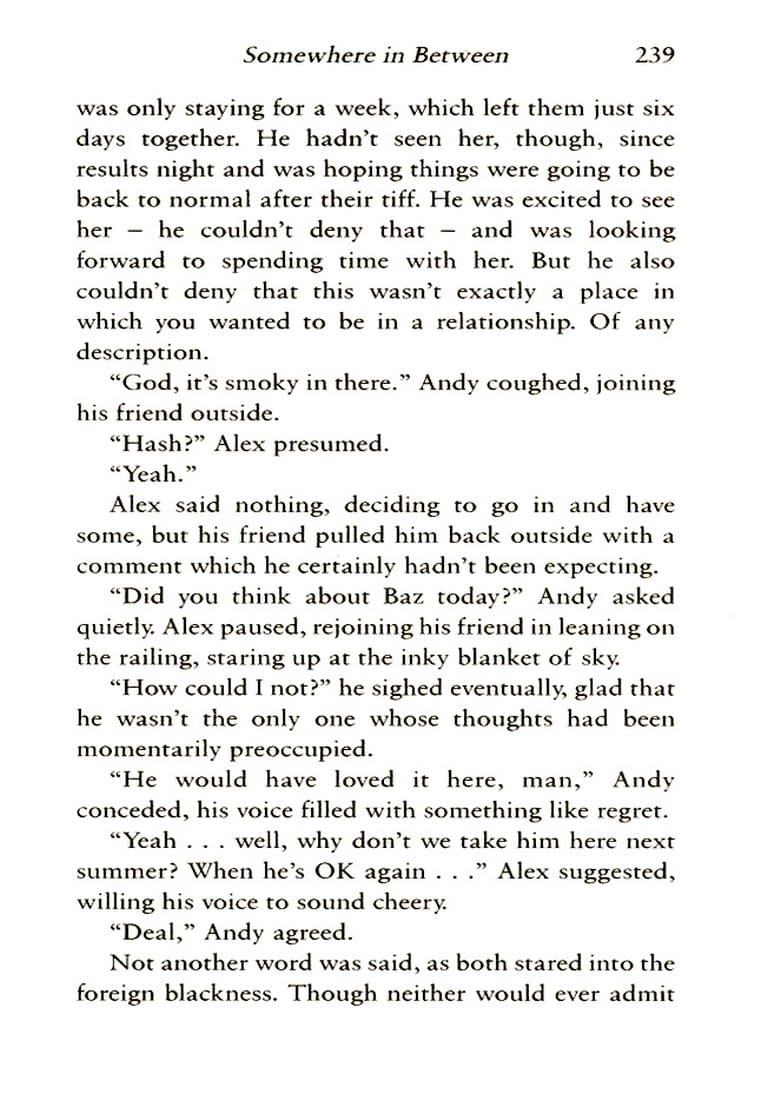 Somewhere in Between 239
was only staying for a week, which left them just six
days together. He hadn't seen her, though, since
results night and was hoping things were going to be
back to normal after their tiff. He was excited to see
her – he couldn't deny that – and was looking
forward to spending time with her. But he also
couldn't deny that this wasn't exactly a place in
which you wanted to be in a relationship. Of any
description.
“God, it's smoky in there.” Andy coughed, joining
his friend outside.
“Hash?” Alex presumed.
“Yeah.”
Alex said nothing, deciding to go in and have
some, but his friend pulled him back outside with a
comment which he certainly hadn't been expecting.
“Did you think about Baz today?” Andy asked
quietly. Alex paused, rejoining his friend in leaning on
the railing, staring up at the inky blanket of sky.
“How could I not?” he sighed eventually, glad that
he wasn't the only one whose thoughts had been
momentarily preoccupied.
“He would have loved it here, man,” Andy
conceded, his voice filled with something like regret.
“Yeah . . . well, why don't we take him here next
summer? When he's OK again . . .” Alex suggested,
willing his voice to sound cheery.
“Deal,” Andy agreed.
Not another word was said, as both stared into the
foreign blackness. Though neither would ever admit